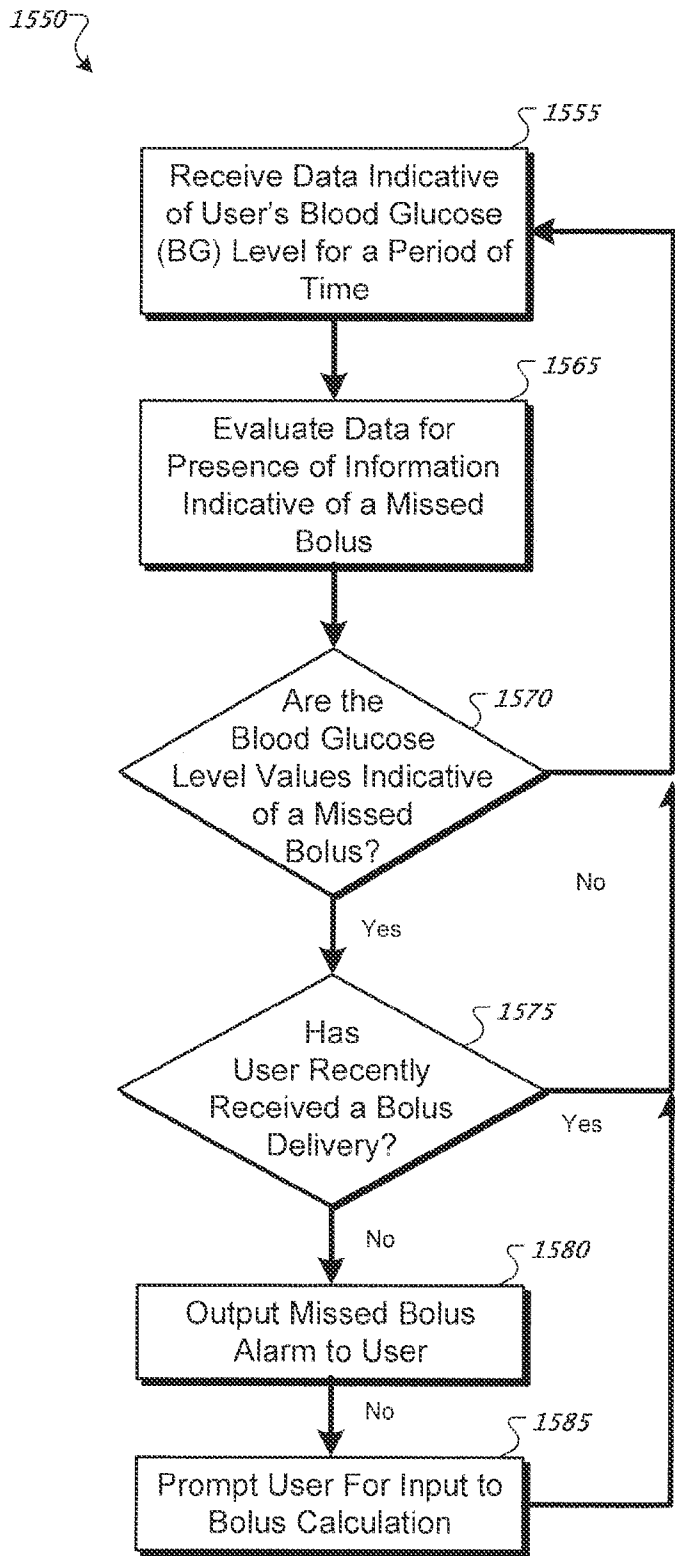 1550
1555
Receive Data Indicative
of User's Blood Glucose
(BG) Level for a Period of
Time
1565
Evaluate Data for
Presence of Information
Indicative of a Missed
Bolus
1570
Are the
Blood Glucose
Level Values Indicative
of a Missed
Bolus?
No
Yes
1575
Has
User Recently
Received a Bolus
Delivery?
Yes
No
1580
Output Missed Bolus
Alarm to User
No
1585
Prompt User For Input to
Bolus Calculation